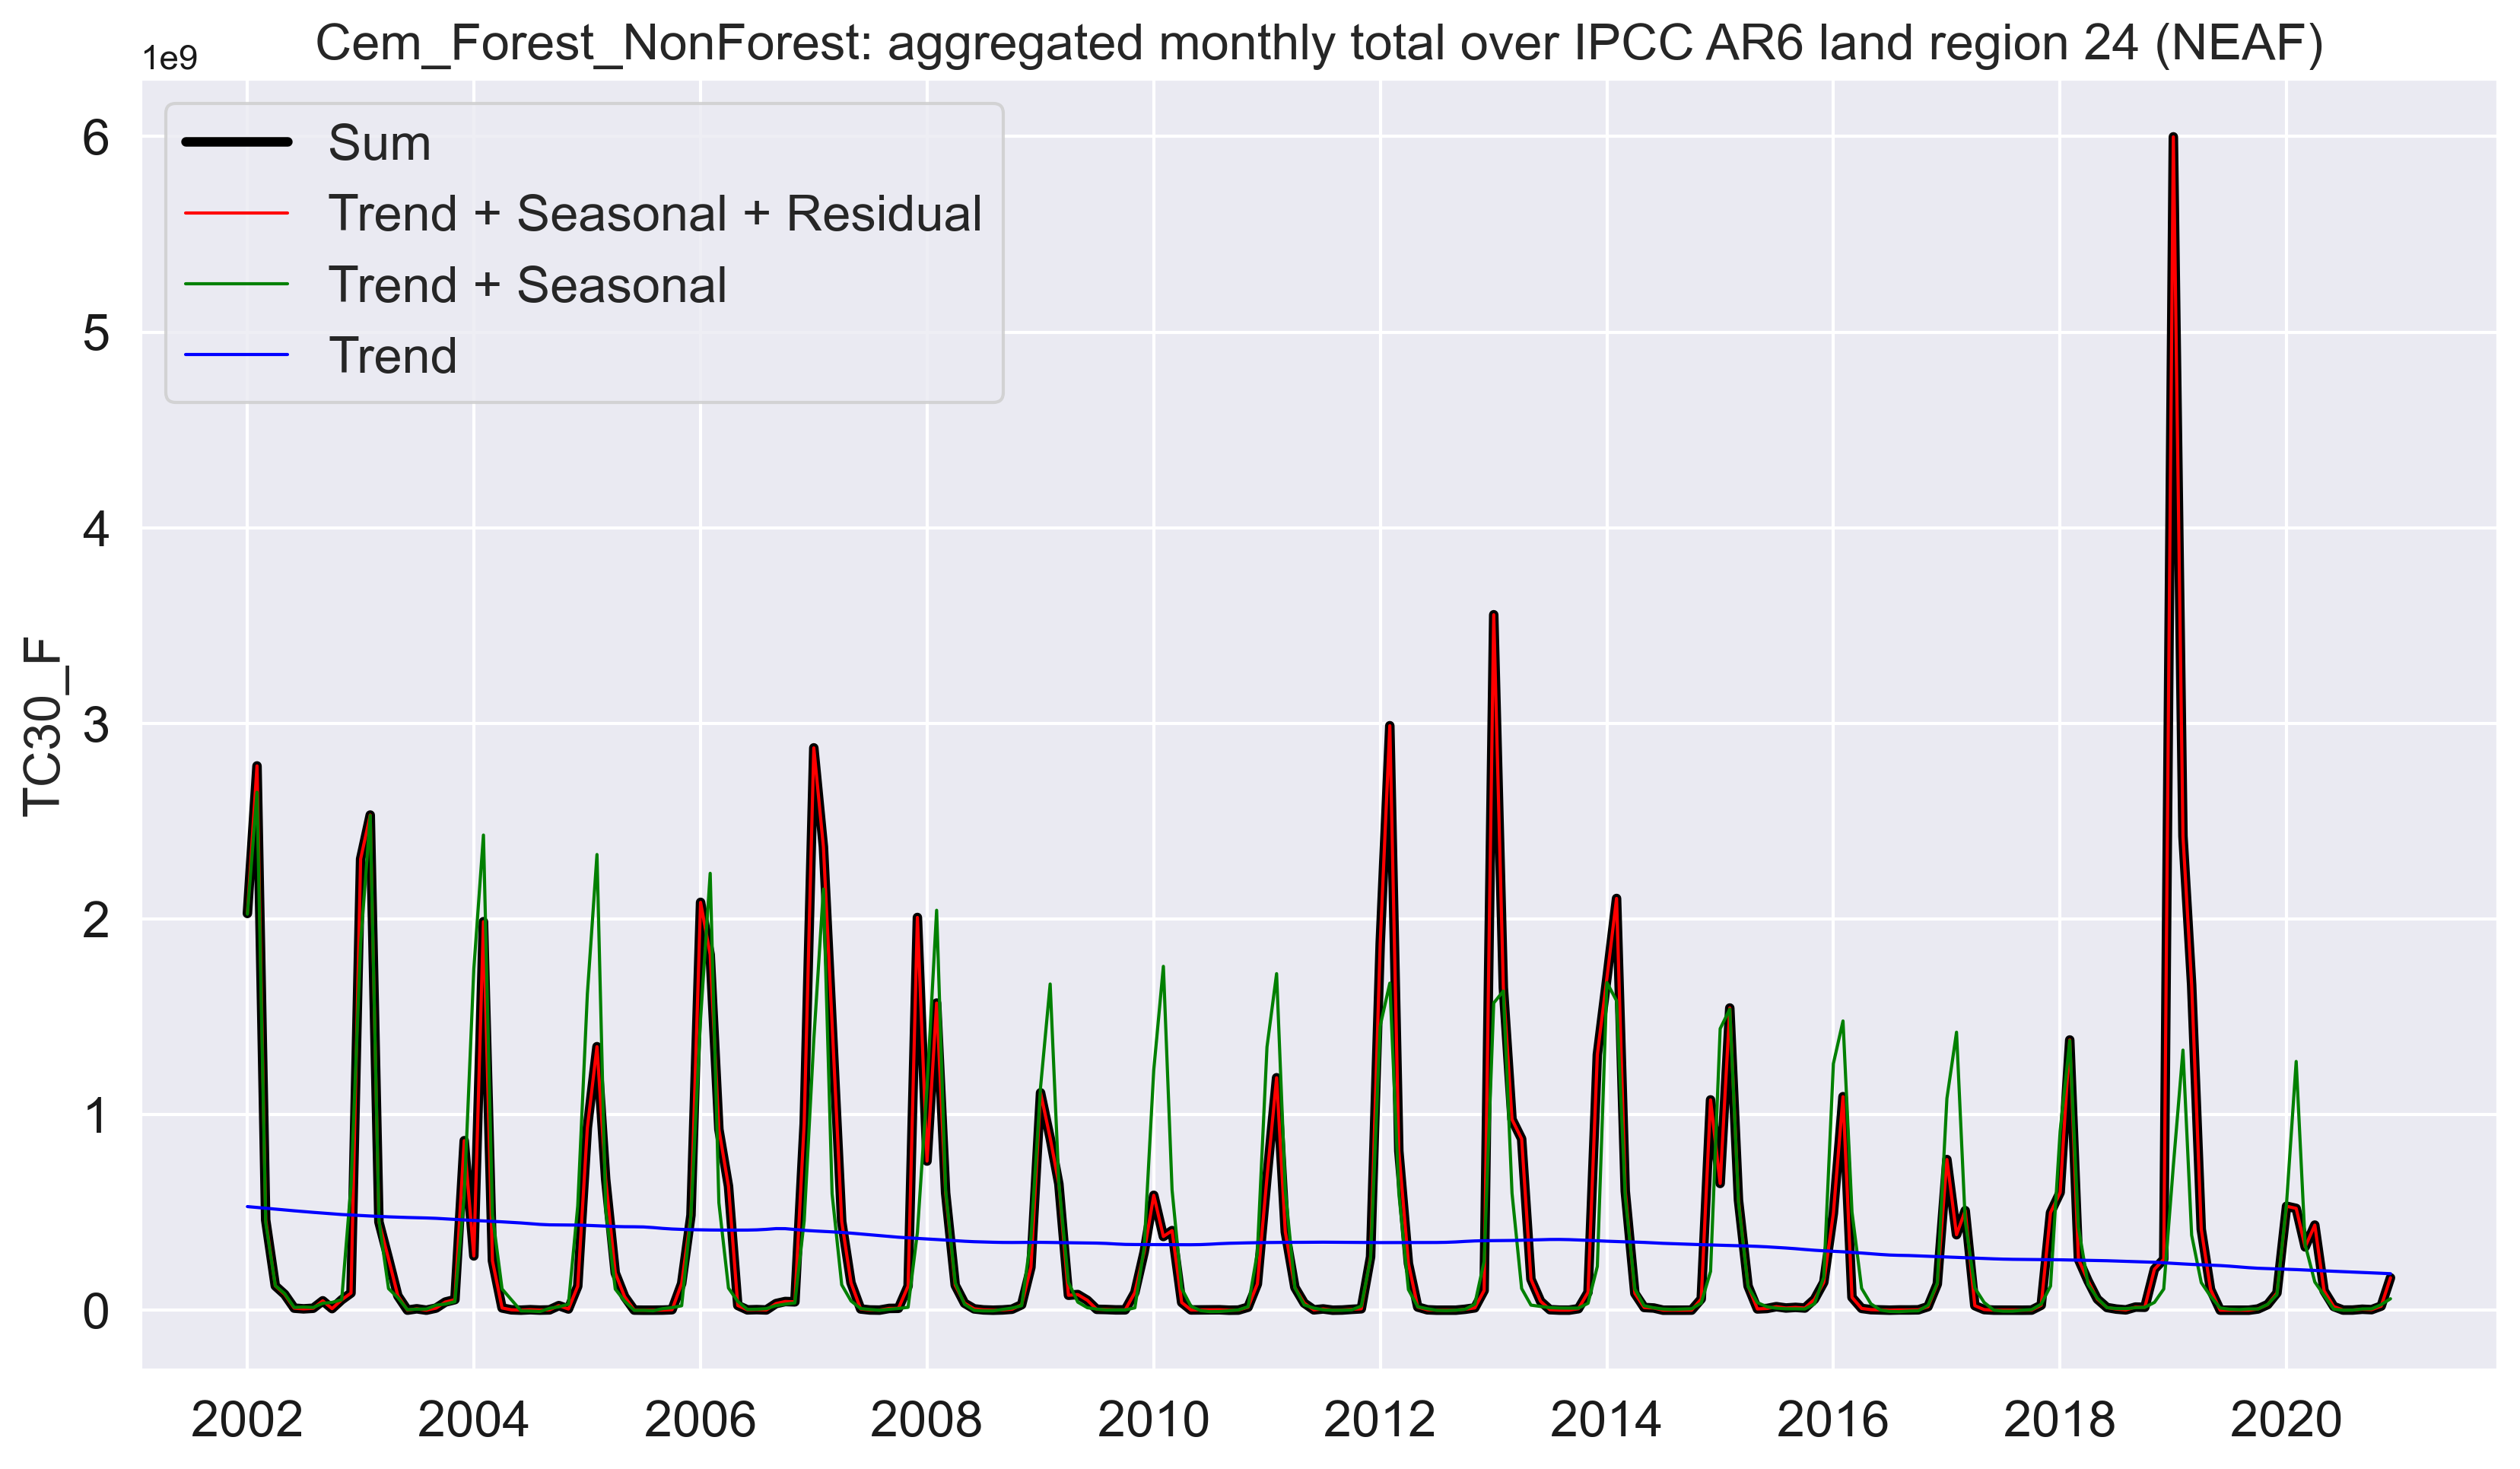 Cem_Forest_NonForest: aggregated monthly total over IPCC AR6 land region 24 (NEAF)
1e9
Sum
Trend + Seasonal + Residual
Trend + Seasonal
Trend
TC30_F
6
5
4
3
2
1
0
2002 2004 2006 2008 2010 2012 2014 2016 2018 2020